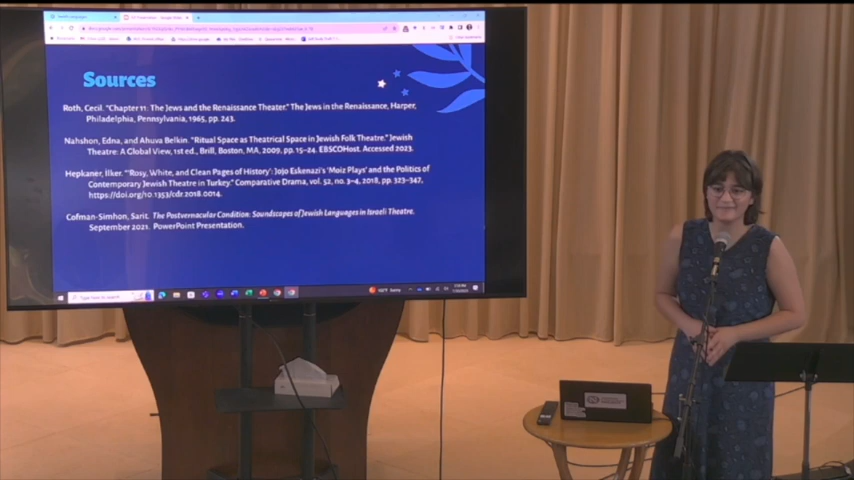 Sources
Roth, Cecil. "Chapter 11: The Jews and the Renaissance Theater." The Jews in the Renaissance, Harper,
Philadelphia, Pennsylvania, 1965, pp. 243.
Nahshon, Edna, and Ahuva Belkin. "Ritual Space as Theatrical Space in Jewish Folk Theatre." Jewish
Theatre: A Global View, 1st ed., Brill, Boston, MA, 2009, pp. 15–24. EBSCOHost. Accessed 2023.
Hepkaner, İlker. "'Rosy, White, and Clean Pages of History': Jojo Eskenazi's 'Moiz Plays' and the Politics of
Contemporary Jewish Theatre in Turkey." Comparative Drama, vol. 52, no. 3–4, 2018, pp. 323–347,
https://doi.org/10.1353/cdr.2018.0014.
Cofman-Simhon, Sarit. The Postvernacular Condition: Soundscapes of Jewish Languages in Israeli Theatre.
September 2021. PowerPoint Presentation.